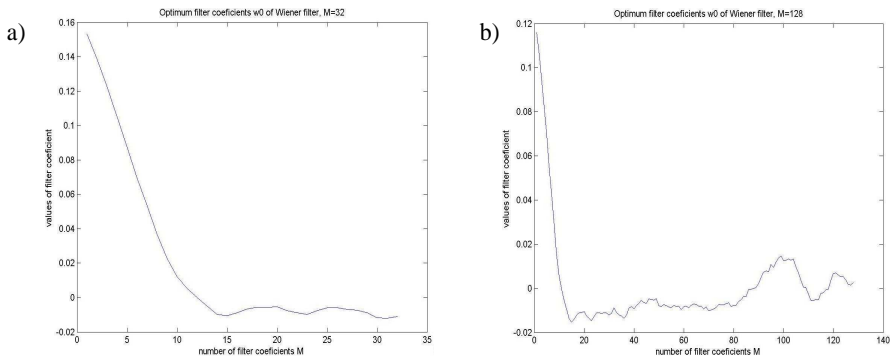 a)
Optimum filter coeficients w0 of Wiener filter, M=32
0.16
0.14
0.12
0.1
0.08
0.06
0.04
0.02
0
-0.02
values of filter coeficient
0 5 10 15 20 25 30 35
number of filter coeficients M
b)
Optimum filter coeficients w0 of Wiener filter, M=128
0.12
0.1
0.08
0.06
0.04
0.02
0
-0.02
values of filter coeficient
0 20 40 60 80 100 120 140
number of filter coeficients M